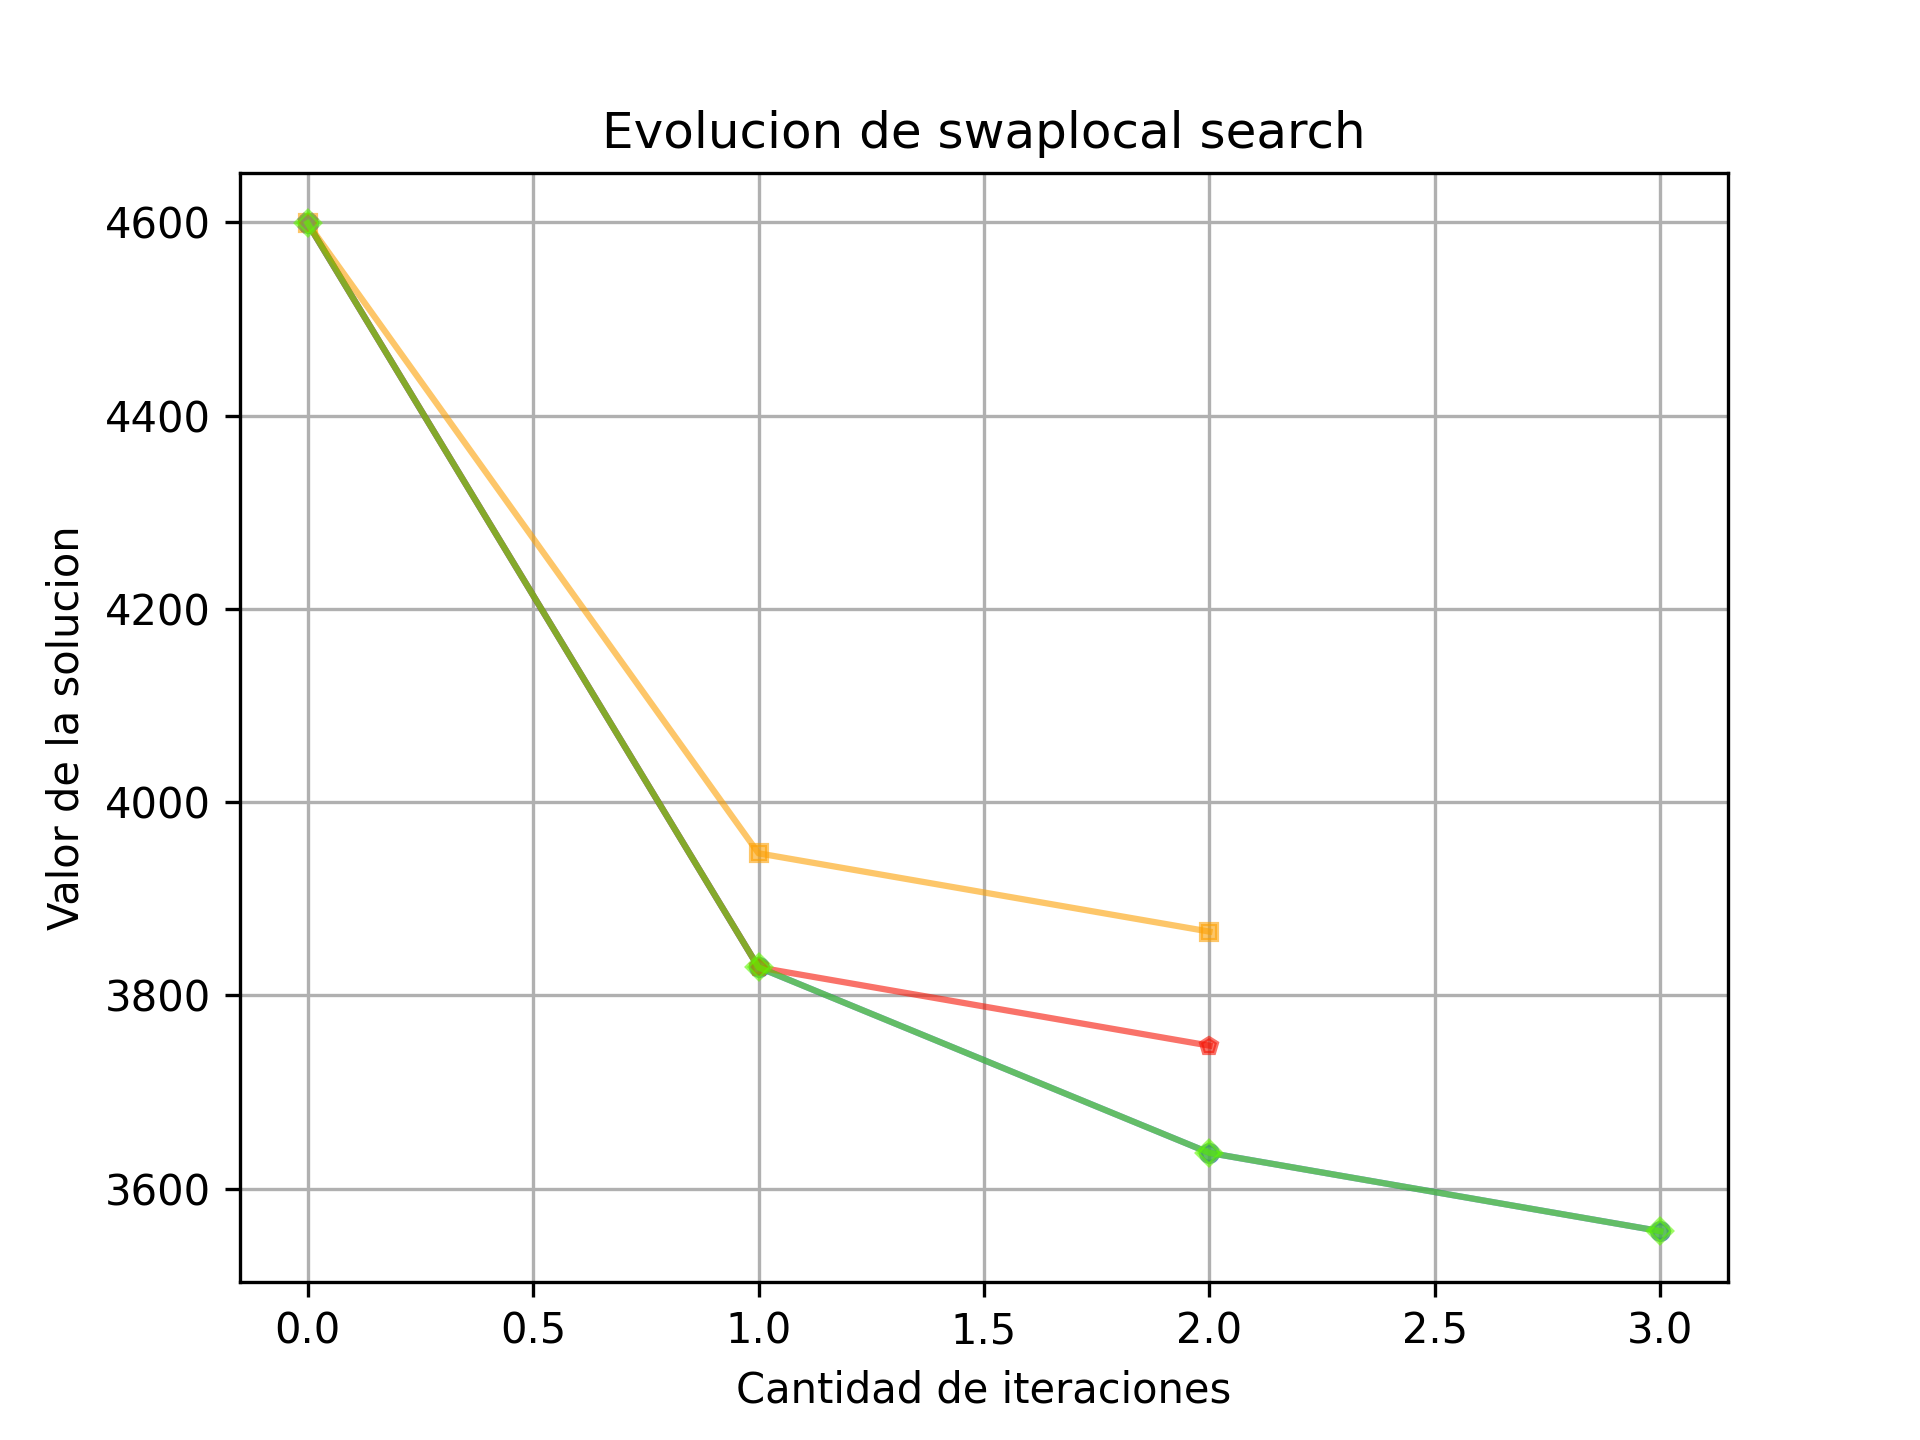 Evolucion de swaplocal search
4600
4400
4200
4000
3800
3600
Valor de la solucion
0.0 0.5 1.0 1.5 2.0 2.5 3.0
Cantidad de iteraciones